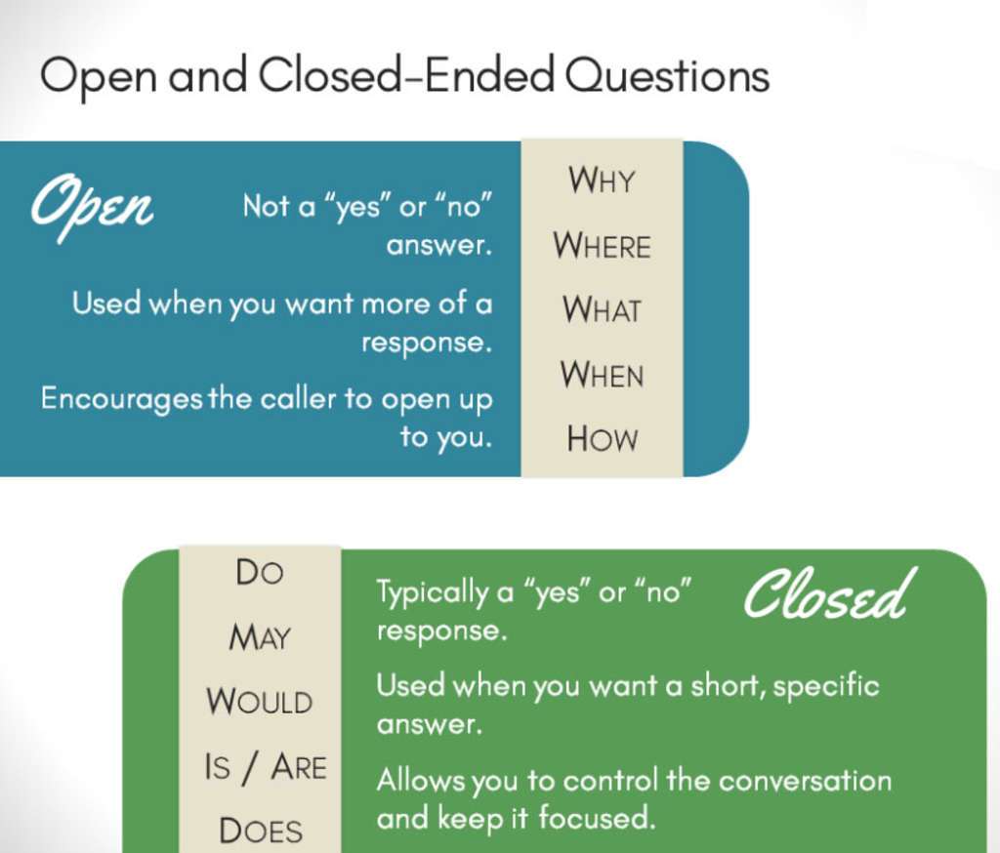 Open and Closed-Ended Questions
Open
Not a “yes” or “no”
answer.
Used when you want more of a
response.
Encourages the caller to open up
to you.
WHY
WHERE
WHAT
WHEN
HOW
Closed
Typically a “yes” or “no”
response.
Used when you want a short, specific
answer.
Allows you to control the conversation
and keep it focused.
DO
MAY
WOULD
IS / ARE
DOES